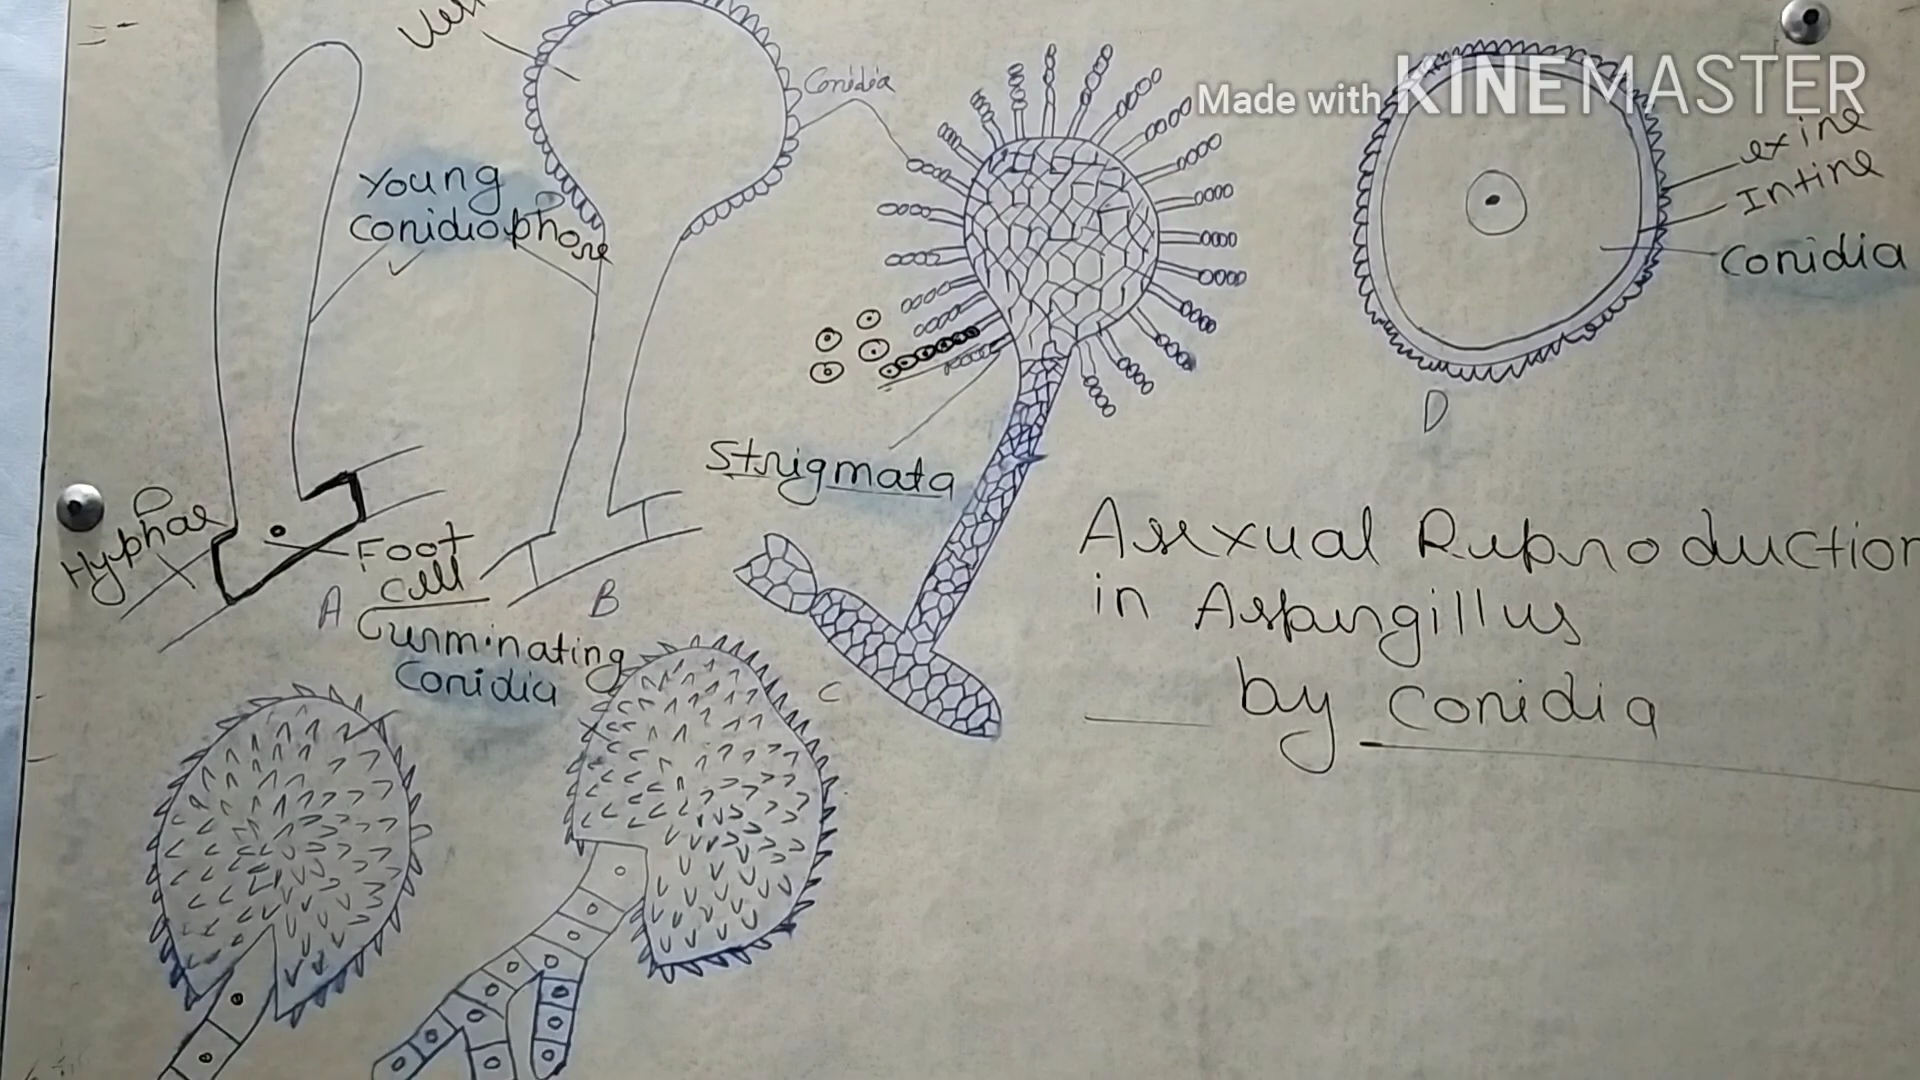 Conidia
Made with KINEMASTER
Young
Conidiophore
exine
Intine
Conidia
D
Strigmata
Hyphae
Foot
cell
A
B
C
Gurminating
Conidia
Asexual Reproduction
in Aspergillus
by Conidia